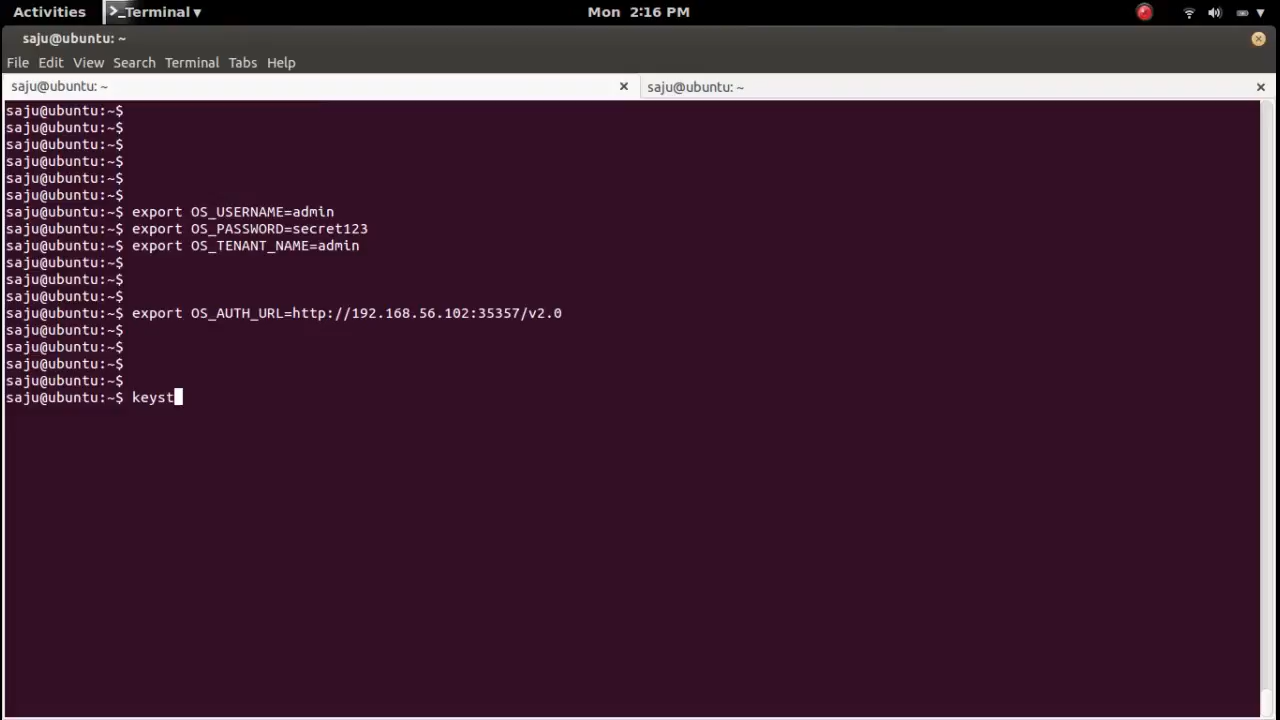 Activities
Terminal
Mon 2:16 PM
saju@ubuntu: ~
File Edit View Search Terminal Tabs Help
saju@ubuntu: ~
saju@ubuntu: ~
saju@ubuntu:~$
saju@ubuntu:~$
saju@ubuntu:~$
saju@ubuntu:~$
saju@ubuntu:~$
saju@ubuntu:~$
saju@ubuntu:~$ export OS_USERNAME=admin
saju@ubuntu:~$ export OS_PASSWORD=secret123
saju@ubuntu:~$ export OS_TENANT_NAME=admin
saju@ubuntu:~$
saju@ubuntu:~$
saju@ubuntu:~$
saju@ubuntu:~$ export OS_AUTH_URL=http://192.168.56.102:35357/v2.0
saju@ubuntu:~$
saju@ubuntu:~$
saju@ubuntu:~$
saju@ubuntu:~$
saju@ubuntu:~$ keyst